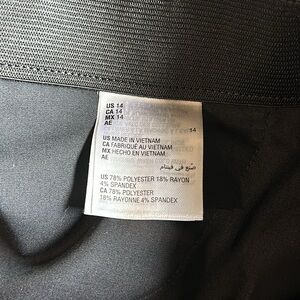 US 14
CA 14
MX 14
AE
14
US MADE IN VIETNAM
CA FABRIQUÉ AU VIETNAM
MX HECHO EN VIETNAM
AE
صنع في فيتنام
US 78% POLYESTER 18% RAYON
4% SPANDEX
CA 78% POLYESTER
18% RAYONNE 4% SPANDEX